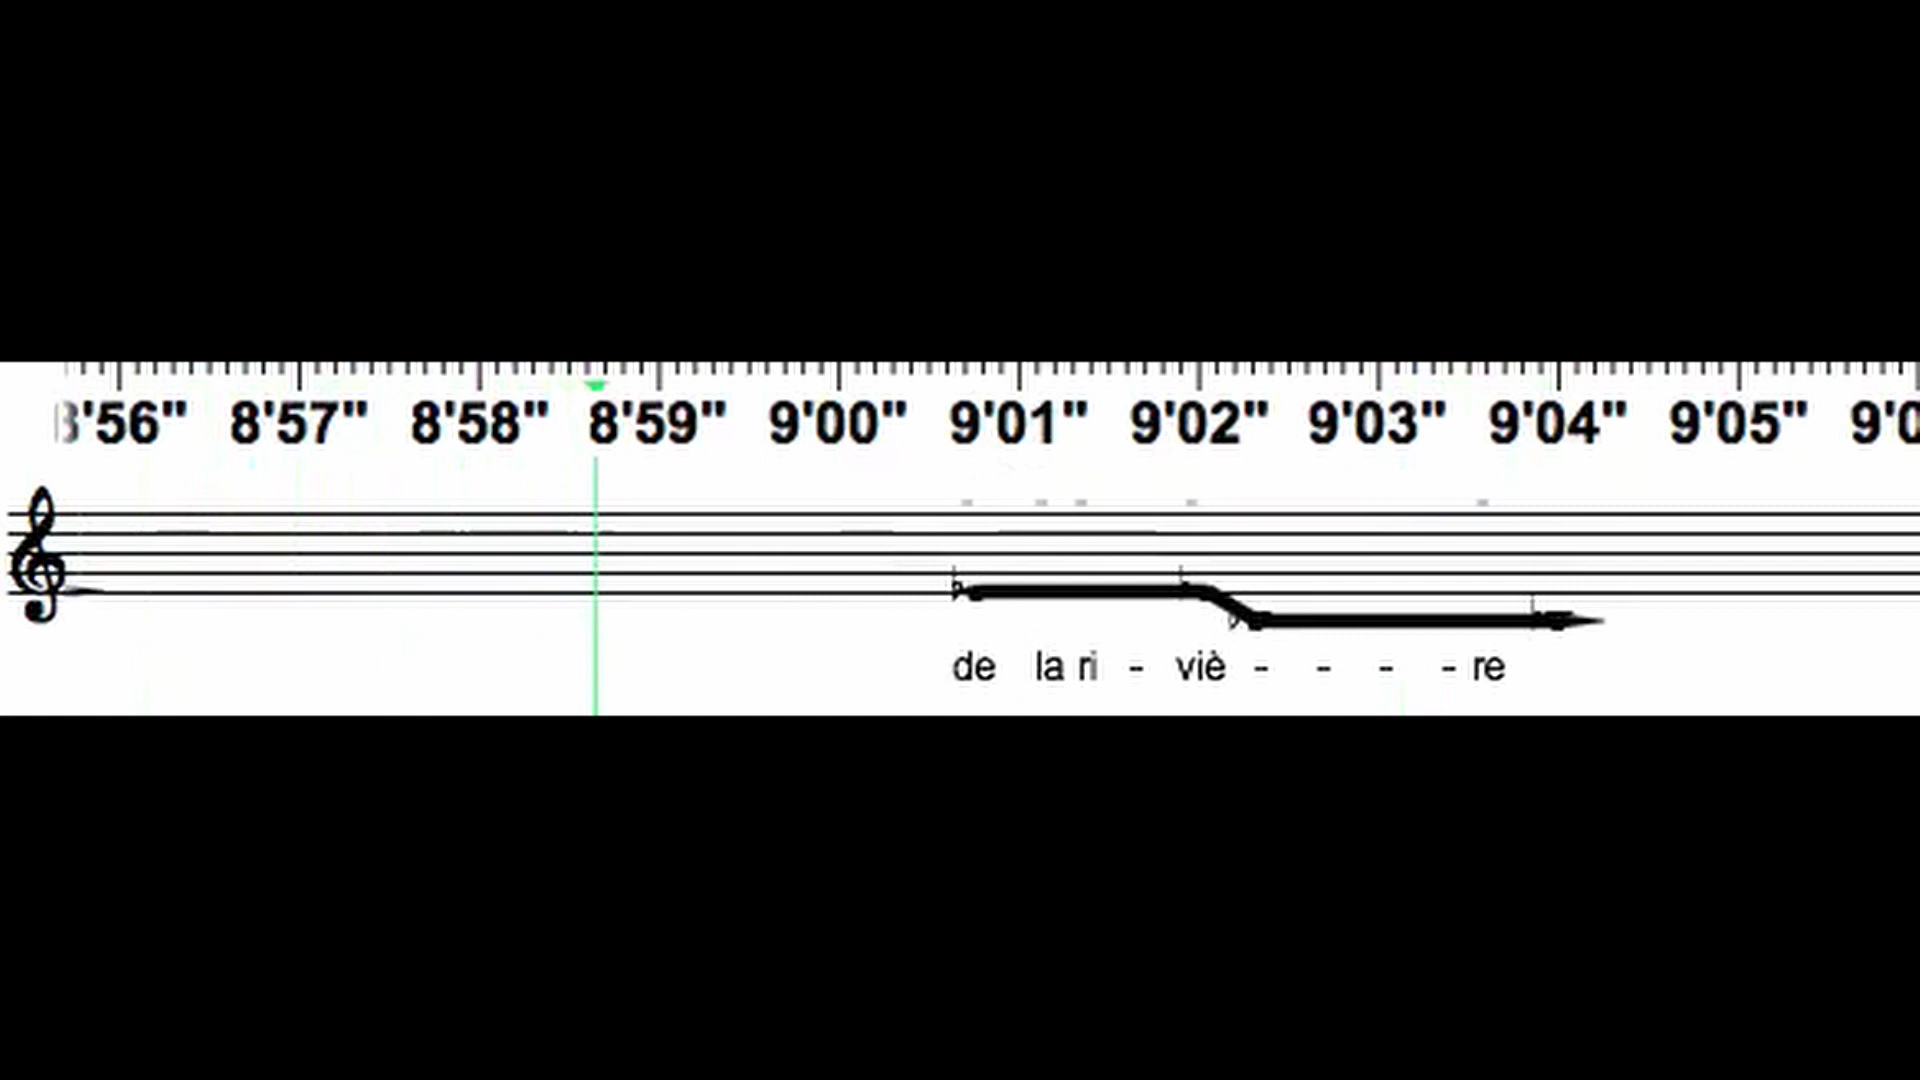 8'56" 8'57" 8'58" 8'59" 9'00" 9'01" 9'02" 9'03" 9'04" 9'05"
de la ri - viè - - - - re